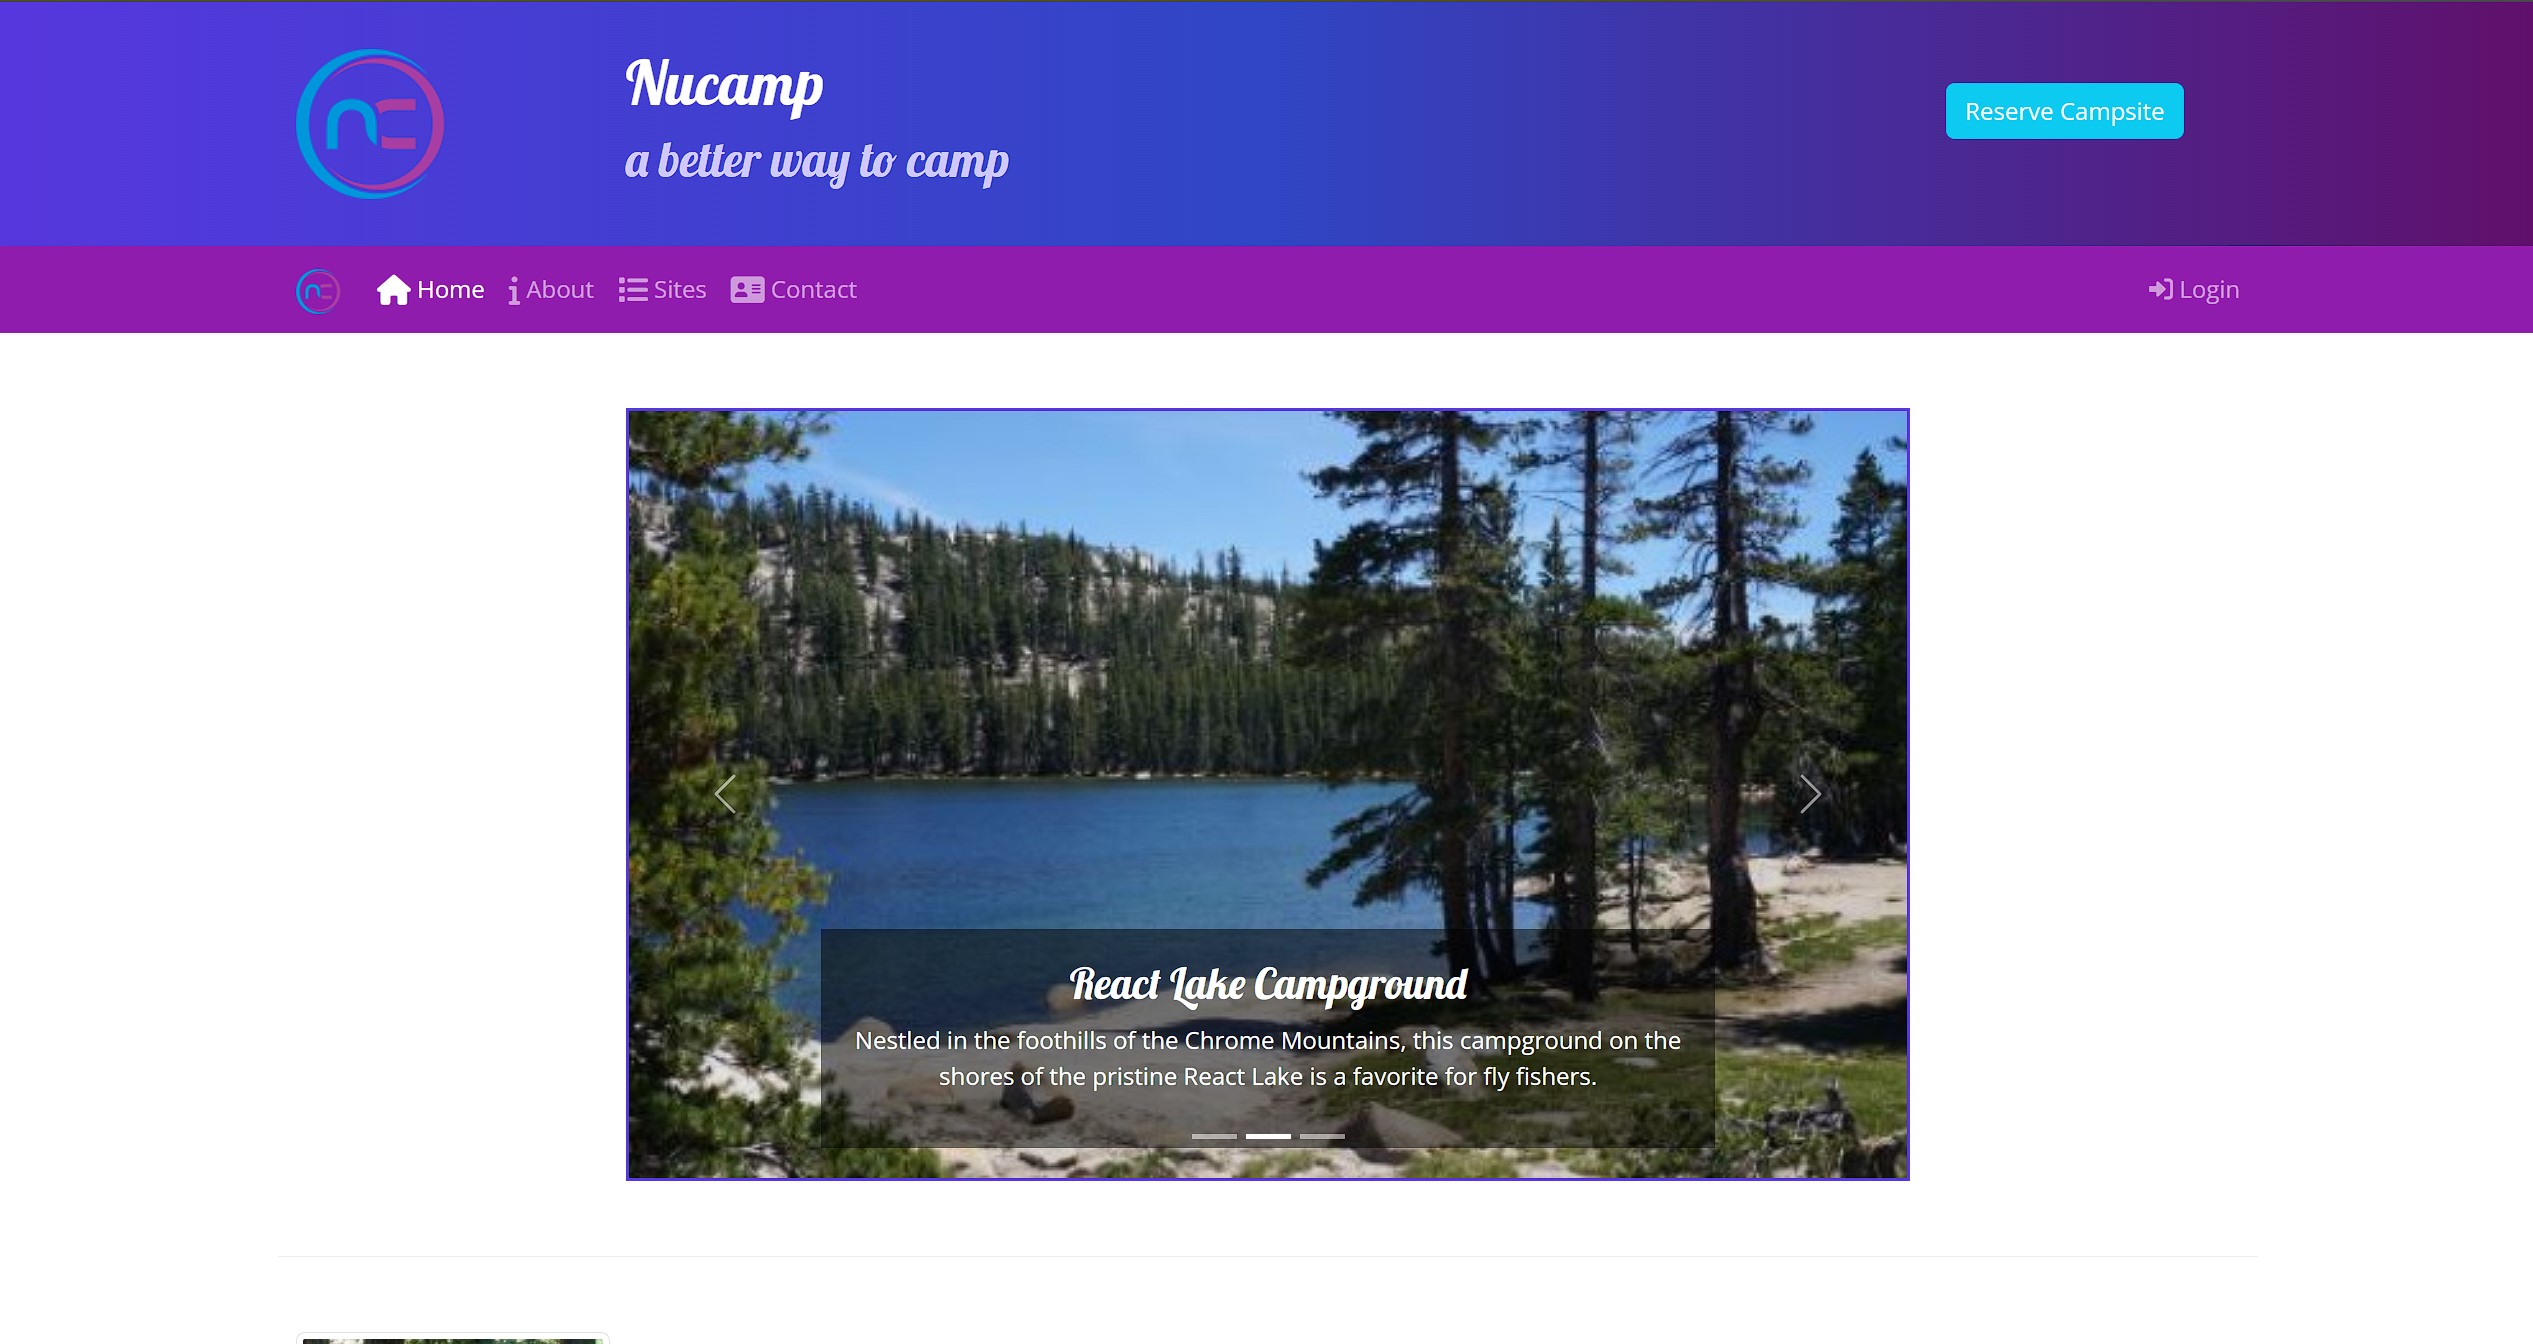 nc
Nucamp
a better way to camp
Reserve Campsite
nc
Home
About
Sites
Contact
Login
React Lake Campground
Nestled in the foothills of the Chrome Mountains, this campground on the
shores of the pristine React Lake is a favorite for fly fishers.